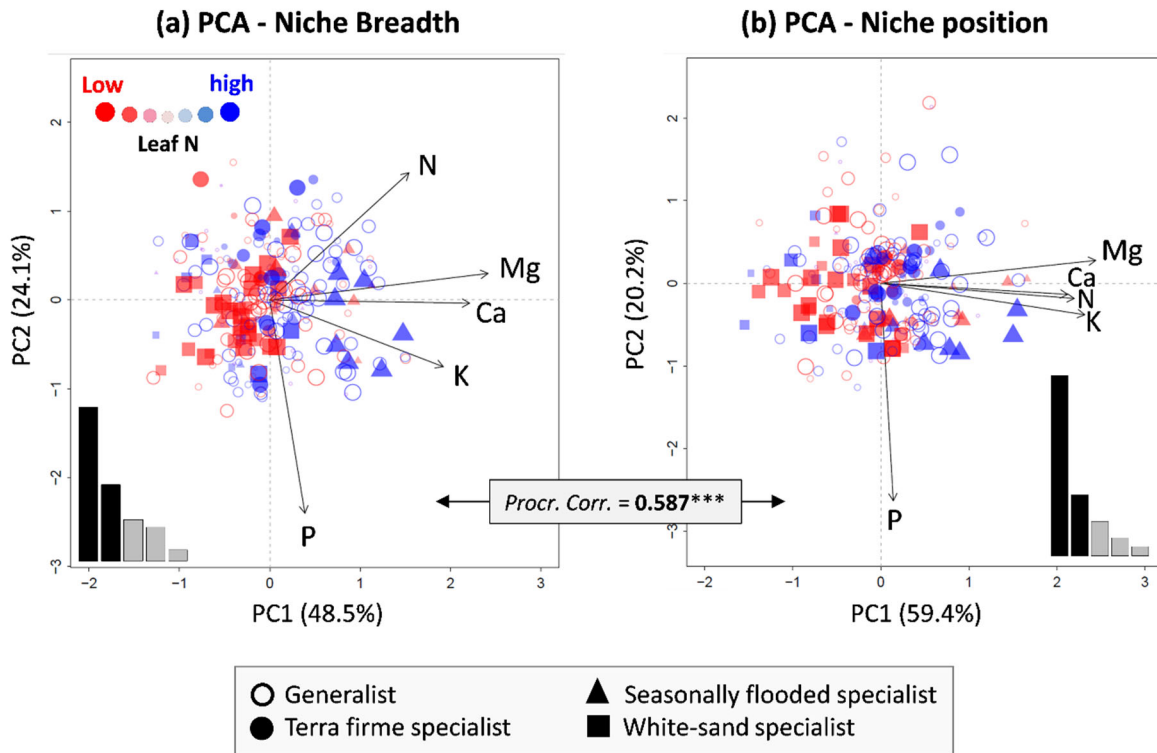 (a) PCA - Niche Breadth
(b) PCA - Niche position
Low
high
Leaf N
N
Mg
Ca
K
P
PC2 (24.1%)
2
1
0
−1
−2
−3
−2
−1
0
1
2
3
PC1 (48.5%)
Procr. Corr. = 0.587***
Mg
Ca
N
K
P
PC2 (20.2%)
2
1
0
−1
−2
−3
−2
−1
0
1
2
3
PC1 (59.4%)
Generalist
Terra firme specialist
Seasonally flooded specialist
White-sand specialist